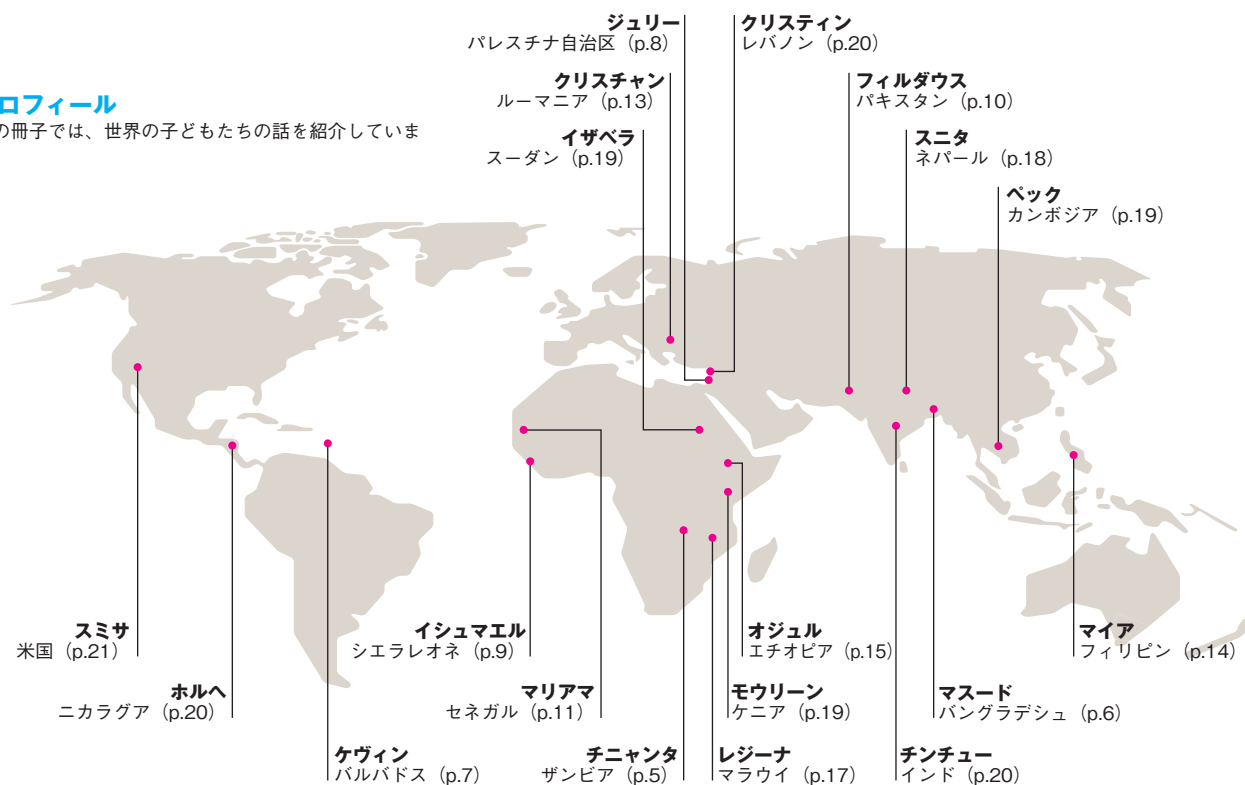 ロフィール
の冊子では、世界の子どもたちの話を紹介していま
ジュリー
パレスチナ自治区（p.8）
クリスティン
レバノン（p.20）
クリスチャン
ルーマニア（p.13）
フィルダウス
パキスタン（p.10）
イザベラ
スーダン（p.19）
スニタ
ネパール（p.18）
ペック
カンボジア（p.19）
スミサ
米国（p.21）
イシュマエル
シエラレオネ（p.9）
オジュル
エチオピア（p.15）
マイア
フィリピン（p.14）
ホルヘ
ニカラグア（p.20）
マリアマ
セネガル（p.11）
モウリーン
ケニア（p.19）
マスード
バングラデシュ（p.6）
ケヴィン
バルバドス（p.7）
チニャンタ
ザンビア（p.5）
レジーナ
マラウイ（p.17）
チンチュー
インド（p.20）